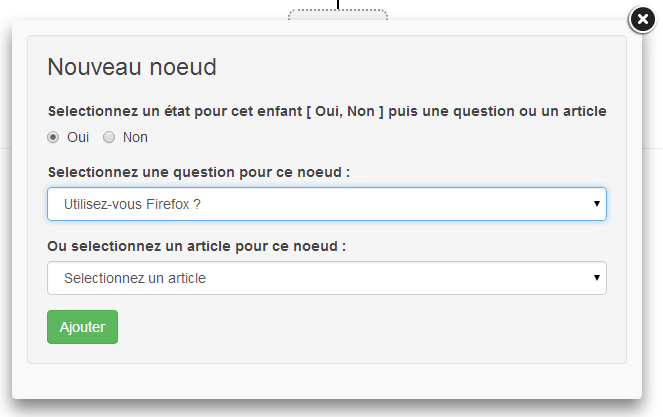 Nouveau noeud
Selectionnez un état pour cet enfant [ Oui, Non ] puis une question ou un article
Oui Non
Selectionnez une question pour ce noeud :
Utilisez-vous Firefox ?
Ou selectionnez un article pour ce noeud :
Selectionnez un article
Ajouter